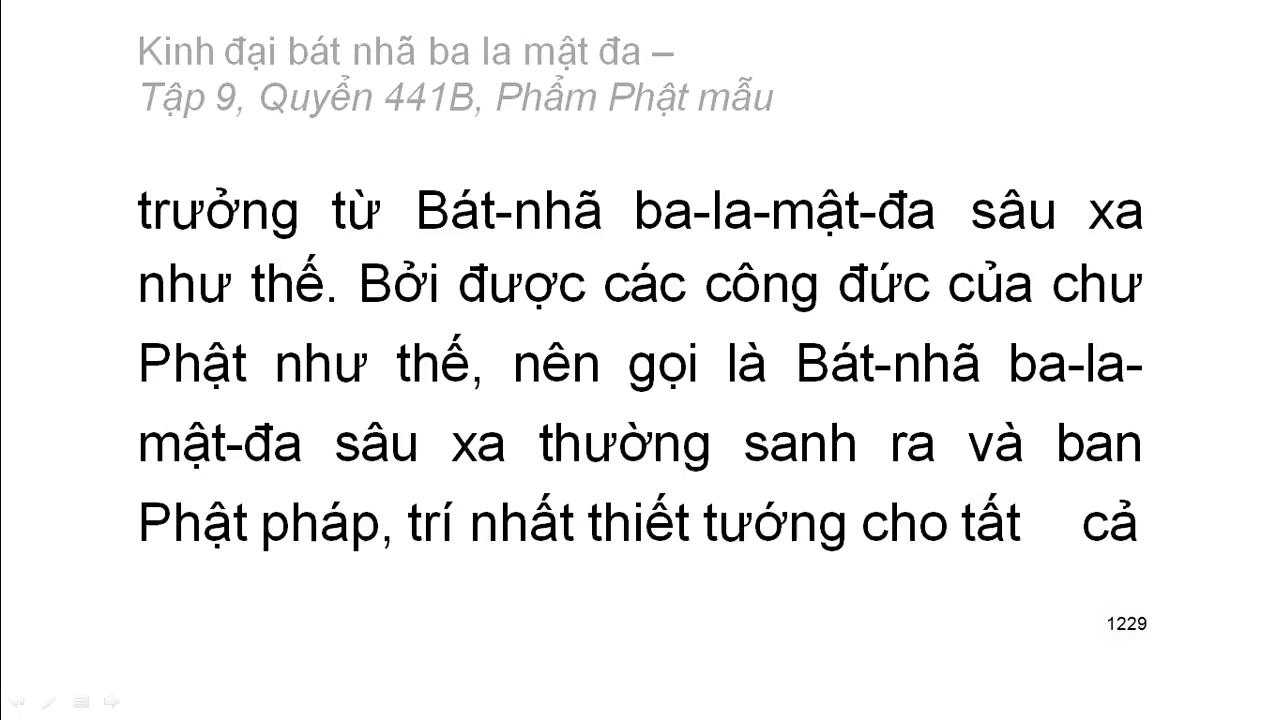 Kinh đại bát nhã ba la mật đa –
Tập 9, Quyển 441B, Phẩm Phật mẫu
trưởng từ Bát-nhã ba-la-mật-đa sâu xa
như thế. Bởi được các công đức của chư
Phật như thế, nên gọi là Bát-nhã ba-la-
mật-đa sâu xa thường sanh ra và ban
Phật pháp, trí nhất thiết tướng cho tất cả
1229